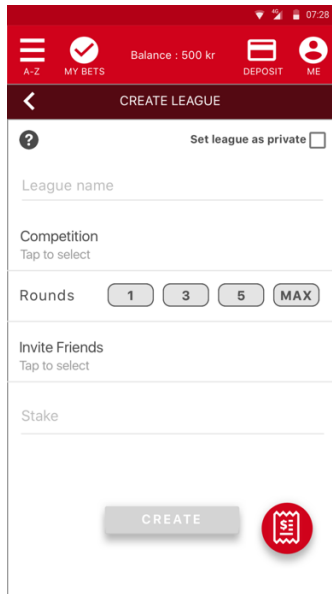 4G 07:28
Balance : 500 kr
A-Z MY BETS DEPOSIT ME
CREATE LEAGUE
? Set league as private
League name
Competition
Tap to select
Rounds 1 3 5 MAX
Invite Friends
Tap to select
Stake
CREATE
$